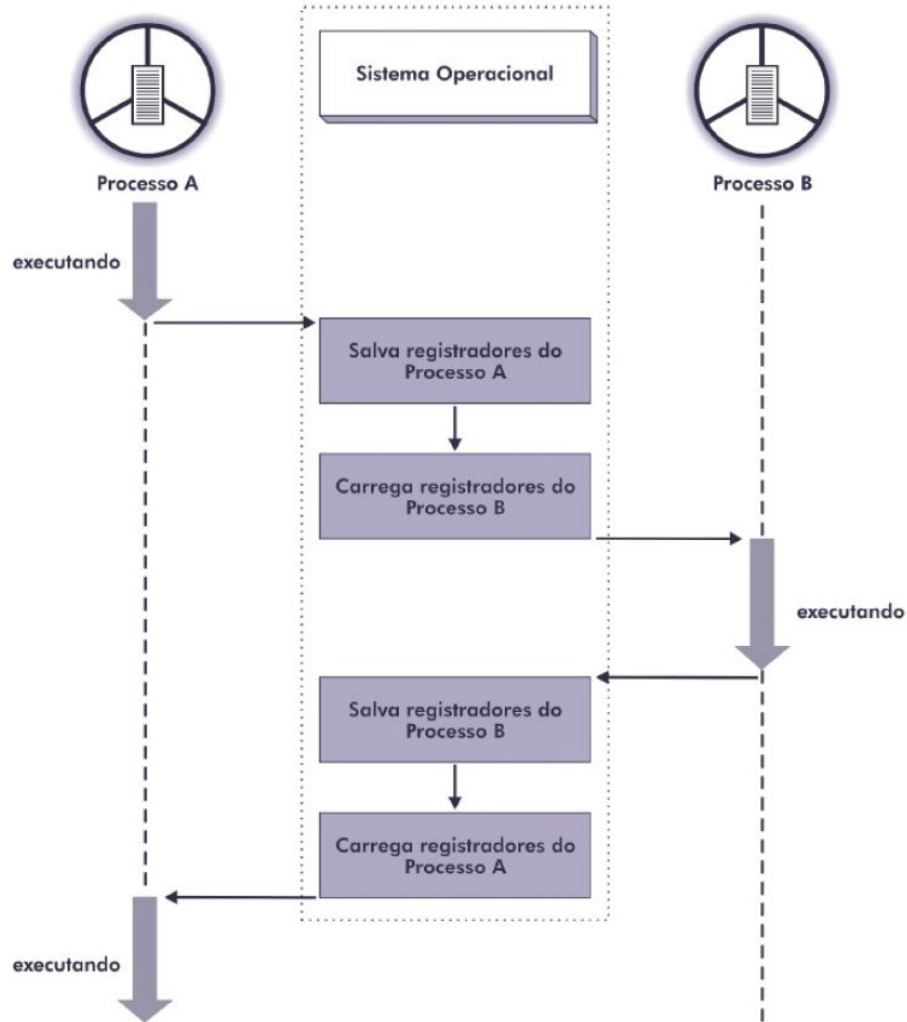 Sistema Operacional
Processo A
Processo B
executando
Salva registradores do
Processo A
Carrega registradores do
Processo B
executando
Salva registradores do
Processo B
Carrega registradores do
Processo A
executando